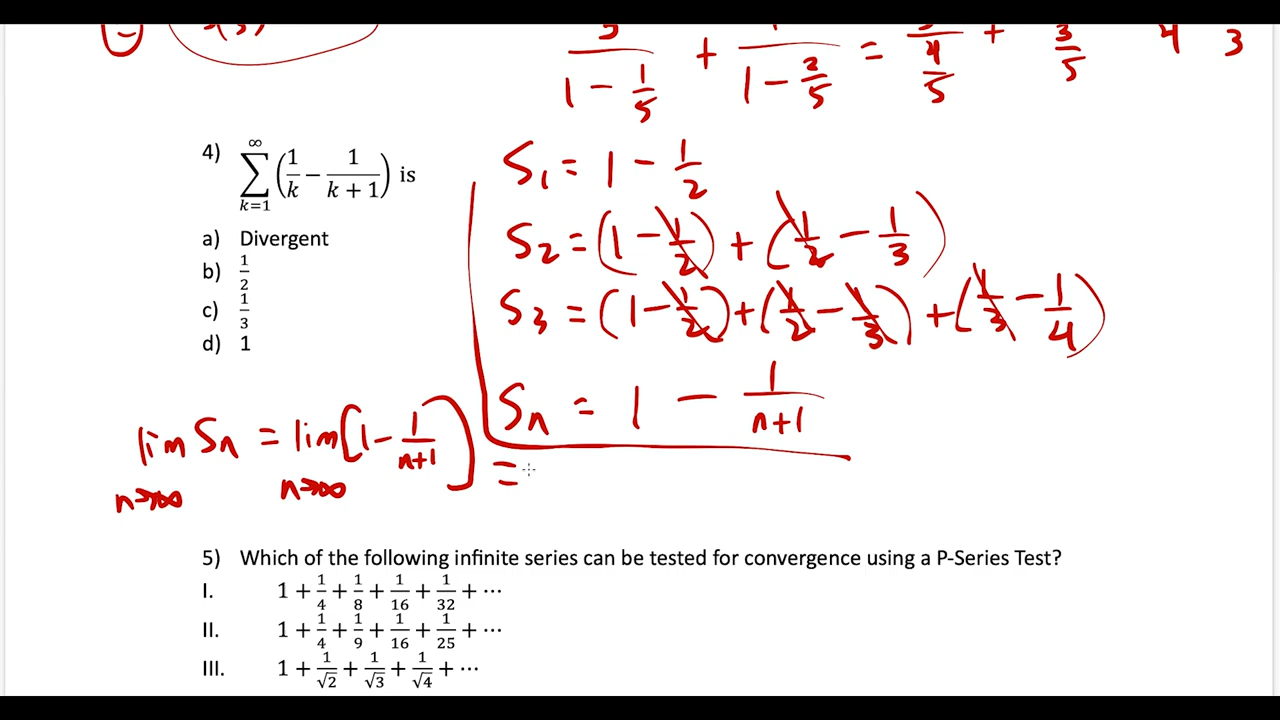 1 - 1/5 + 1 - 2/5 = 4/5 + 3/5 4 3
4) ∑_{k=1}^{∞} (1/k − 1/(k + 1)) is
a) Divergent
b) 1/2
c) 1/3
d) 1
S₁ = 1 - 1/2
S₂ = (1 - 1/2) + (1/2 - 1/3)
S₃ = (1 - 1/2) + (1/2 - 1/3) + (1/3 - 1/4)
Sn = 1 - 1/(n+1)
lim n→∞ Sn = lim n→∞ [1 - 1/(n+1)] =
5) Which of the following infinite series can be tested for convergence using a P-Series Test?
I. 1 + 1/4 + 1/8 + 1/16 + 1/32 + ⋯
II. 1 + 1/4 + 1/9 + 1/16 + 1/25 + ⋯
III. 1 + 1/√2 + 1/√3 + 1/√4 + ⋯